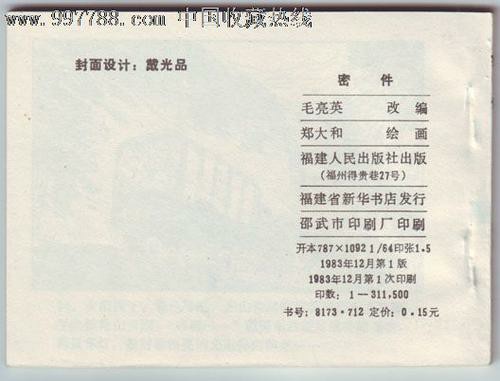 www.997788.com 中国收藏热线
封面设计：戴光品
密件
毛亮英 改编
郑大和 绘画
福建人民出版社出版
(福州得贵巷27号)
福建省新华书店发行
邵武市印刷厂印刷
开本787×1092 1/64印张1.5
1983年12月第1版
1983年12月第1次印刷
印数：1—311,500
书号：8173·712 定价：0.15元